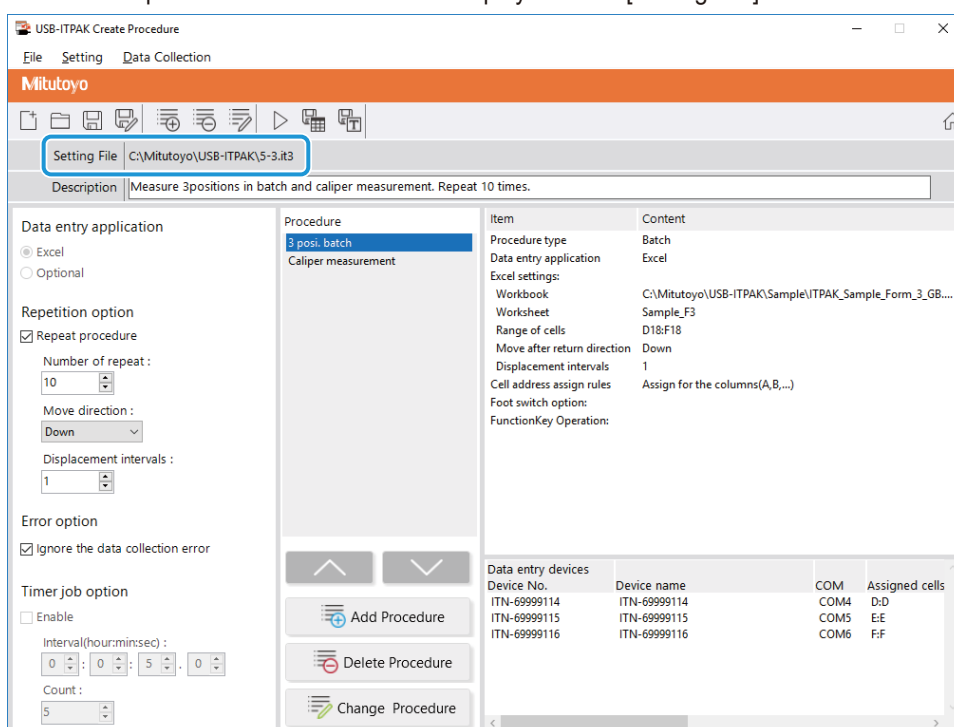 USB-ITPAK Create Procedure
File Setting Data Collection
Mitutoyo
Setting File C:\Mitutoyo\USB-ITPAK\5-3.it3
Description Measure 3positions in batch and caliper measurement. Repeat 10 times.
Data entry application
Excel
Optional
Repetition option
Repeat procedure
Number of repeat :
10
Move direction :
Down
Displacement intervals :
1
Error option
Ignore the data collection error
Timer job option
Enable
Interval(hour:min:sec) :
0 : 0 : 5 . 0
Count :
5
Procedure
3 posi. batch
Caliper measurement
Add Procedure
Delete Procedure
Change Procedure
Item Content
Procedure type Batch
Data entry application Excel
Excel settings:
Workbook C:\Mitutoyo\USB-ITPAK\Sample\ITPAK_Sample_Form_3_GB....
Worksheet Sample_F3
Range of cells D18:F18
Move after return direction Down
Displacement intervals 1
Cell address assign rules Assign for the columns(A,B,...)
Foot switch option:
FunctionKey Operation:
Data entry devices
Device No. Device name COM Assigned cells
ITN-69999114 ITN-69999114 COM4 D:D
ITN-69999115 ITN-69999115 COM5 E:E
ITN-69999116 ITN-69999116 COM6 F:F